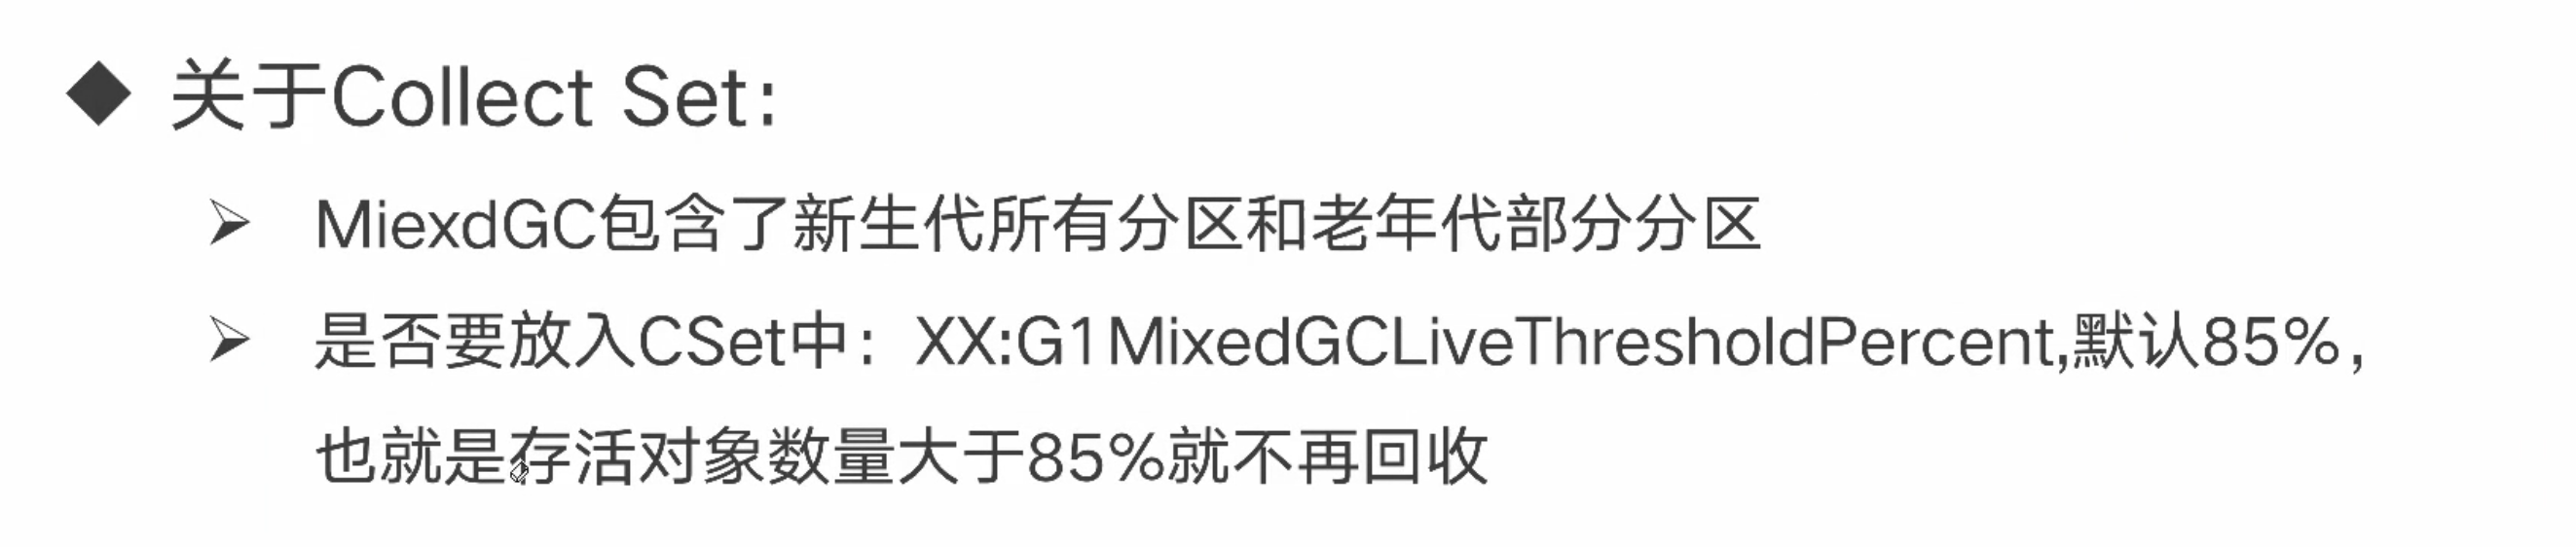 关于Collect Set：
MiexdGC包含了新生代所有分区和老年代部分分区
是否要放入CSet中：XX:G1MixedGCLiveThresholdPercent,默认85%，
也就是存活对象数量大于85%就不再回收